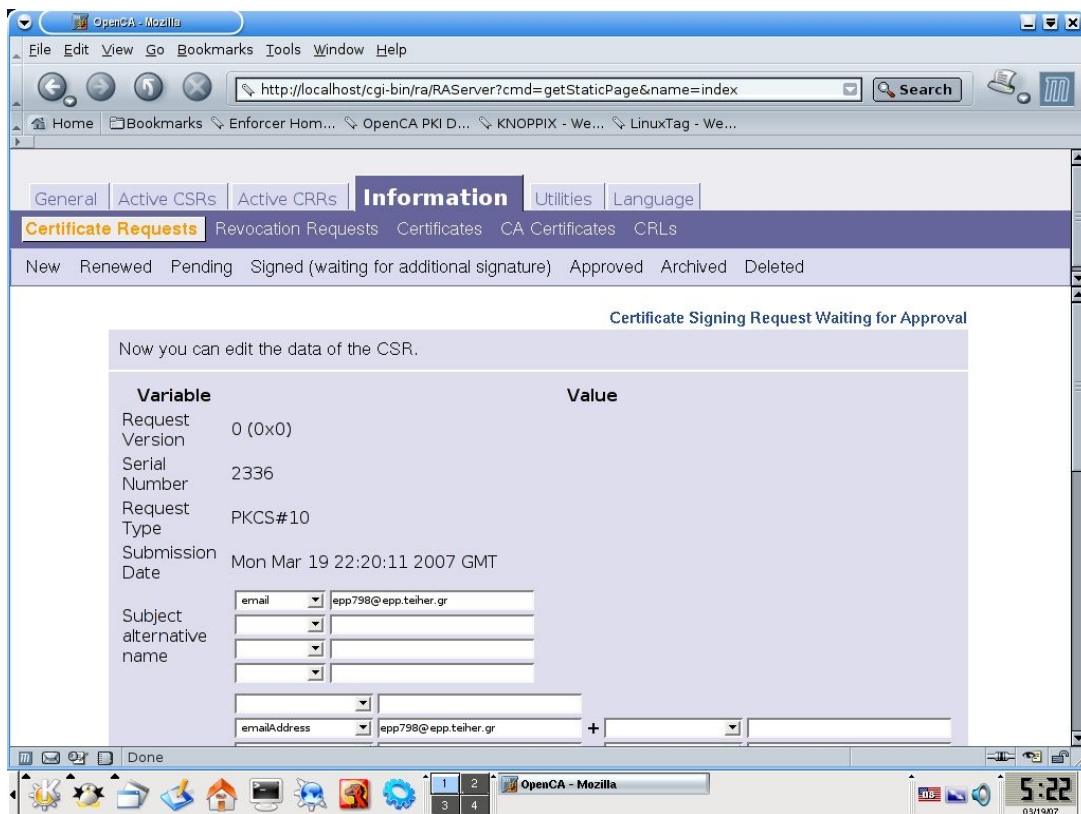 OpenCA - Mozilla
File Edit View Go Bookmarks Tools Window Help
http://localhost/cgi-bin/ra/RAServer?cmd=getStaticPage&name=index
Search
Home Bookmarks Enforcer Hom... OpenCA PKI D... KNOPPIX - We... LinuxTag - We...
General Active CSRs Active CRRs Information Utilities Language
Certificate Requests Revocation Requests Certificates CA Certificates CRLs
New Renewed Pending Signed (waiting for additional signature) Approved Archived Deleted
Certificate Signing Request Waiting for Approval
Now you can edit the data of the CSR.
Variable Value
Request Version 0 (0x0)
Serial Number 2336
Request Type PKCS#10
Submission Date Mon Mar 19 22:20:11 2007 GMT
Subject alternative name
email epp798@epp.teiher.gr
emailAddress epp798@epp.teiher.gr +
Done
1 2
3 4
OpenCA - Mozilla
US
5:22
03/19/07